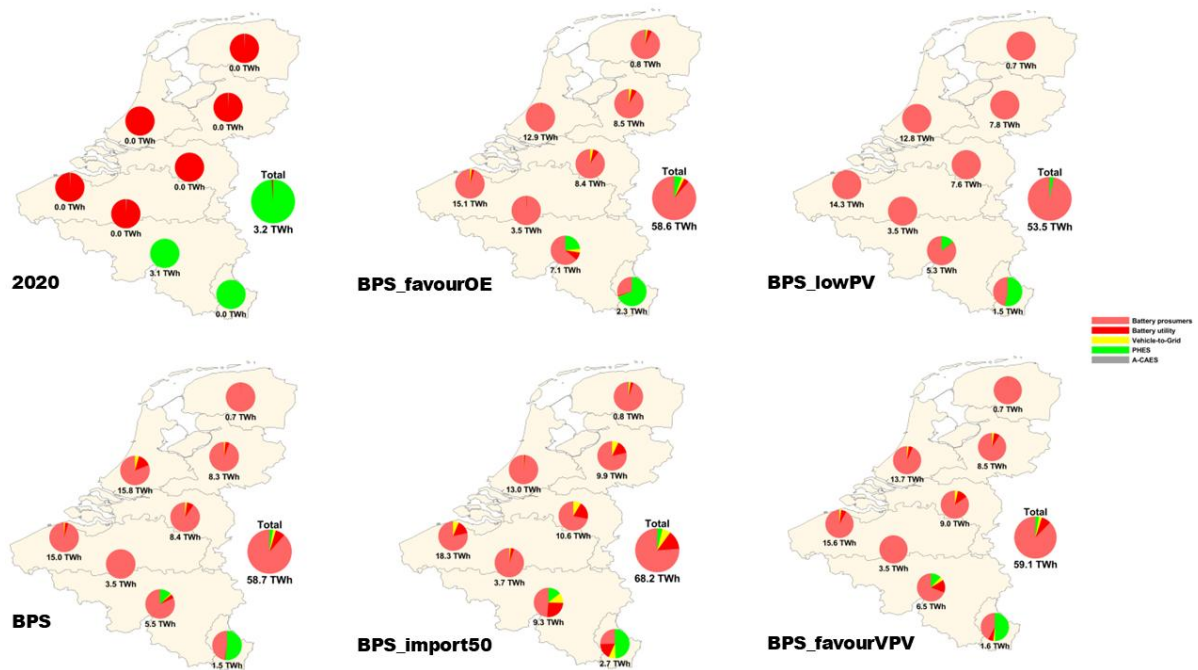 0.0 TWh
0.0 TWh
0.0 TWh
0.0 TWh
0.0 TWh
0.0 TWh
Total
3.2 TWh
3.1 TWh
0.0 TWh
2020
0.8 TWh
8.5 TWh
12.9 TWh
8.4 TWh
15.1 TWh
3.5 TWh
Total
58.6 TWh
7.1 TWh
2.3 TWh
BPS_favourOE
0.7 TWh
7.8 TWh
12.8 TWh
7.6 TWh
14.3 TWh
3.5 TWh
Total
53.5 TWh
5.3 TWh
1.5 TWh
BPS_lowPV
Battery prosumers
Battery utility
Vehicle-to-Grid
PHES
A-CAES
0.7 TWh
8.3 TWh
15.8 TWh
8.4 TWh
15.0 TWh
3.5 TWh
Total
58.7 TWh
5.5 TWh
1.5 TWh
BPS
0.8 TWh
9.9 TWh
13.0 TWh
10.6 TWh
18.3 TWh
3.7 TWh
Total
68.2 TWh
9.3 TWh
2.7 TWh
BPS_import50
0.7 TWh
8.5 TWh
13.7 TWh
9.0 TWh
15.6 TWh
3.5 TWh
Total
59.1 TWh
6.5 TWh
1.6 TWh
BPS_favourVPV